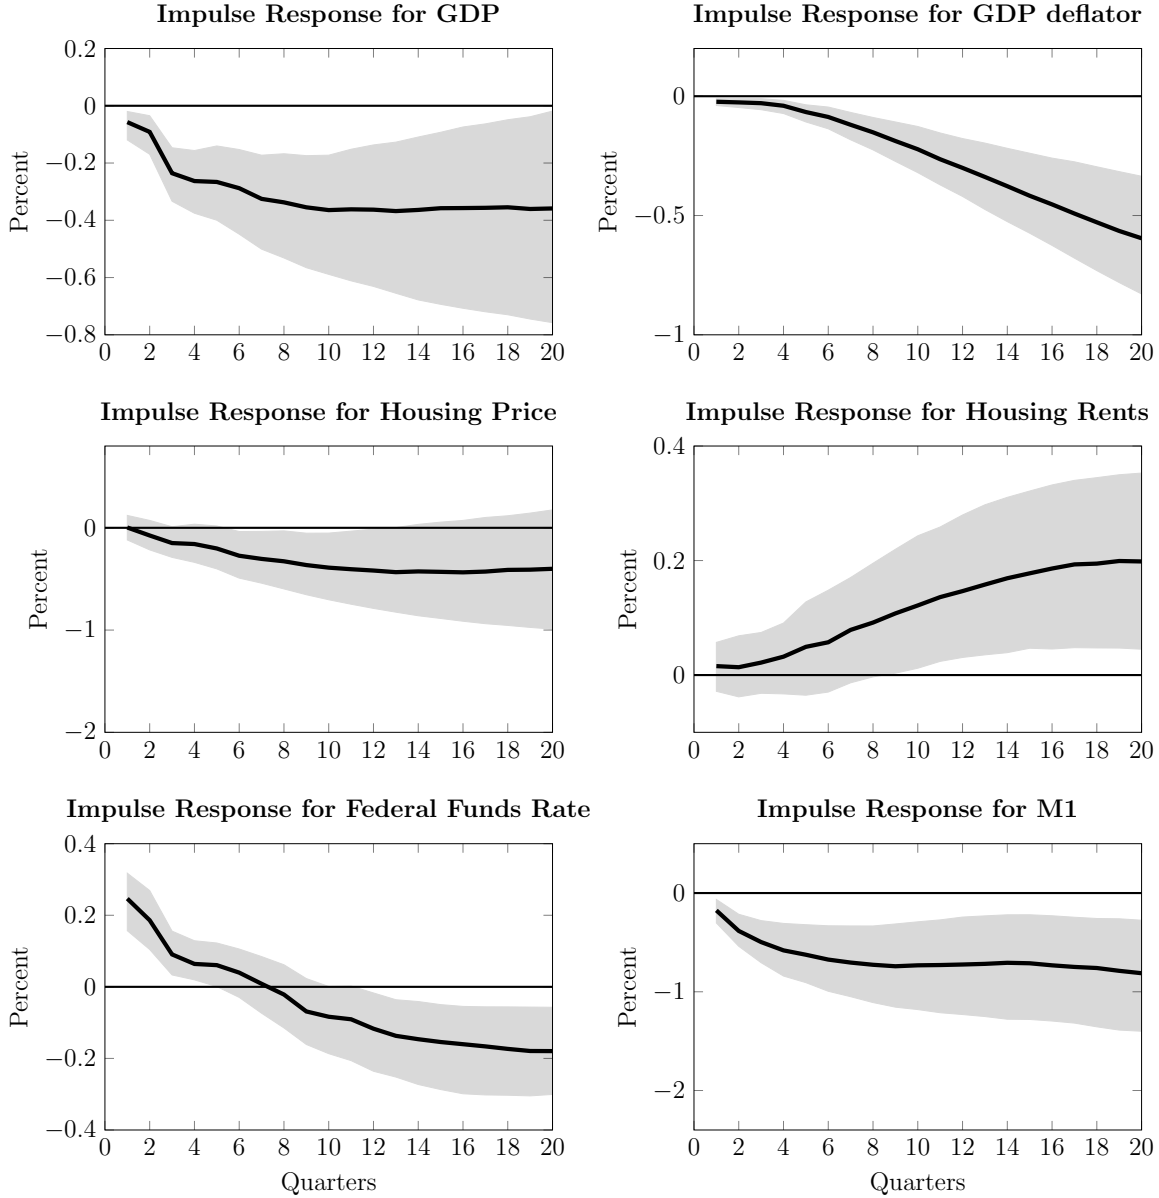 Impulse Response for GDP
0.2
0
−0.2
−0.4
−0.6
−0.8
Percent
0 2 4 6 8 10 12 14 16 18 20
Impulse Response for GDP deflator
0
−0.5
−1
Percent
0 2 4 6 8 10 12 14 16 18 20
Impulse Response for Housing Price
0
−1
−2
Percent
0 2 4 6 8 10 12 14 16 18 20
Impulse Response for Housing Rents
0.4
0.2
0
Percent
0 2 4 6 8 10 12 14 16 18 20
Impulse Response for Federal Funds Rate
0.4
0.2
0
−0.2
−0.4
Percent
0 2 4 6 8 10 12 14 16 18 20
Quarters
Impulse Response for M1
0
−1
−2
Percent
0 2 4 6 8 10 12 14 16 18 20
Quarters